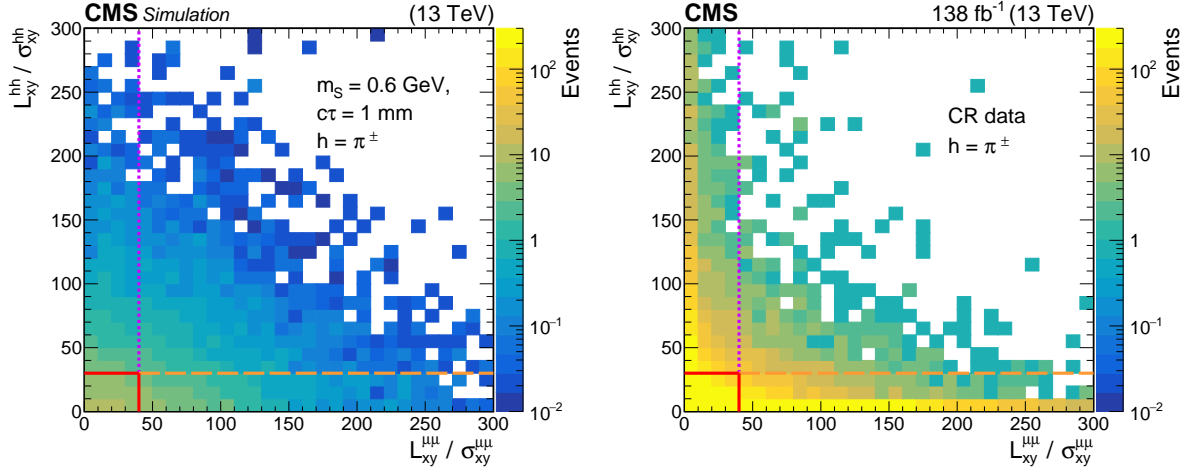 CMS Simulation (13 TeV)
L_xy^hh / σ_xy^hh
300
250
200
150
100
50
0
m_S = 0.6 GeV,
cτ = 1 mm
h = π^±
0 50 100 150 200 250 300
L_xy^μμ / σ_xy^μμ
Events
10^2
10
1
10^−1
10^−2
CMS 138 fb^-1 (13 TeV)
L_xy^hh / σ_xy^hh
300
250
200
150
100
50
0
CR data
h = π^±
0 50 100 150 200 250 300
L_xy^μμ / σ_xy^μμ
Events
10^2
10
1
10^−1
10^−2